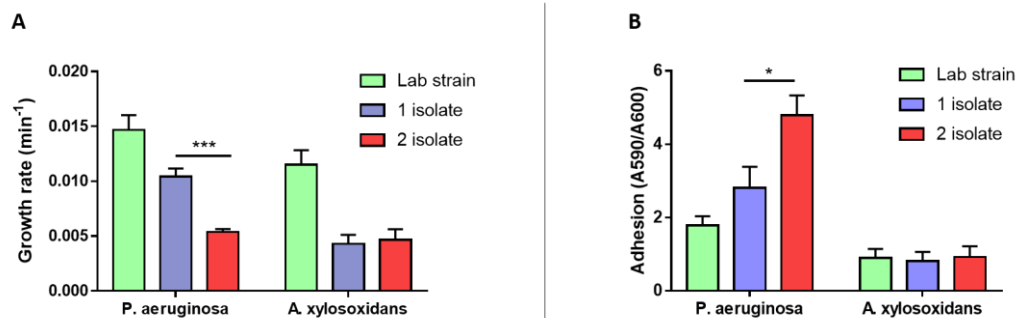 A
Growth rate (min-1)
0.020
0.015
0.010
0.005
0.000
***
Lab strain
1 isolate
2 isolate
P. aeruginosa
A. xylosoxidans
B
Adhesion (A590/A600)
6
4
2
0
*
Lab strain
1 isolate
2 isolate
P. aeruginosa
A. xylosoxidans